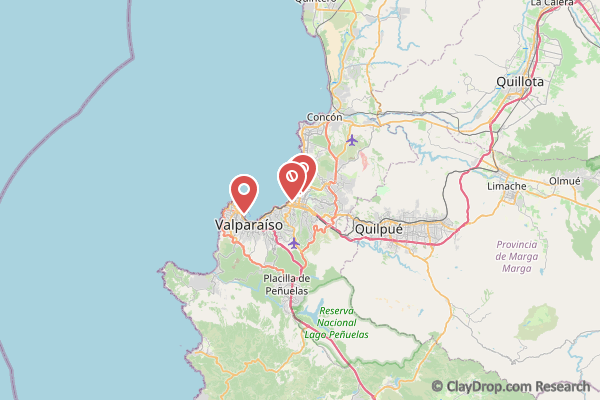 Quintero
La Calera
Quillota
Concón
Olmué
Limache
Valparaíso
Quilpué
Provincia
de Marga
Marga
Placilla de
Peñuelas
Reserva
Nacional
Lago Peñuelas
© ClayDrop.com Research